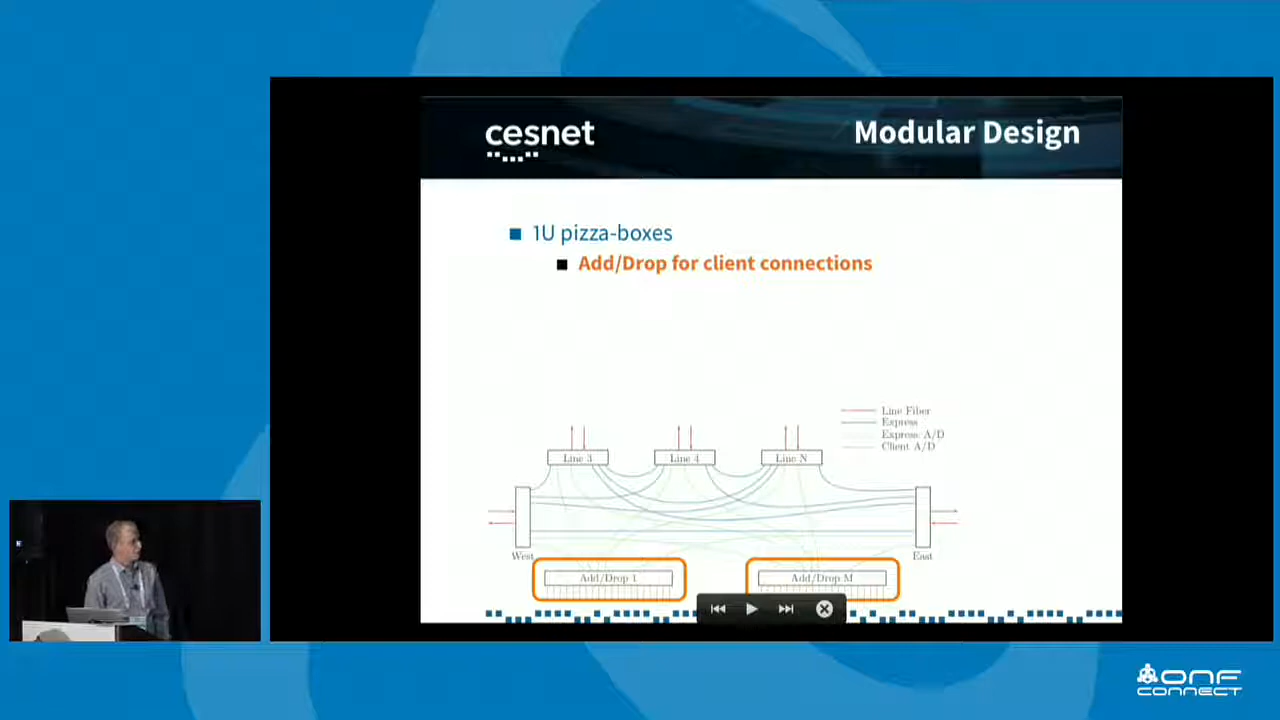 cesnet
Modular Design
1U pizza-boxes
Add/Drop for client connections
Line Fiber
Express
Express A/D
Client A/D
Line 3
Line 4
Line N
West
East
Add/Drop 1
Add/Drop M
ONF
CONNECT